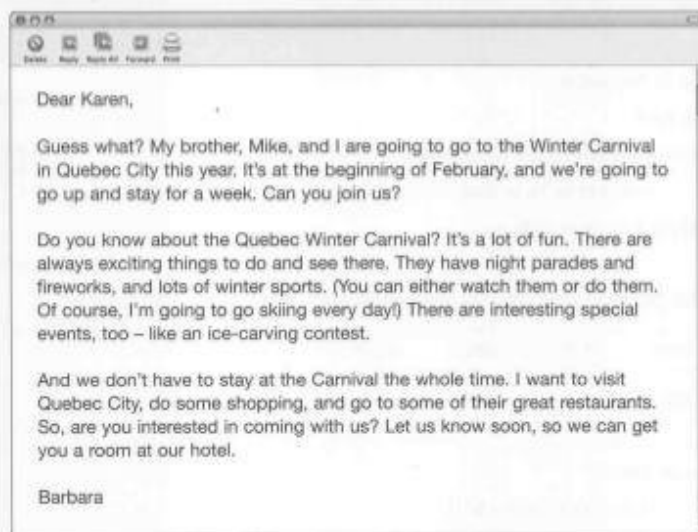 Delete Reply Reply All Forward Print
Dear Karen,
Guess what? My brother, Mike, and I are going to go to the Winter Carnival
in Quebec City this year. It's at the beginning of February, and we're going to
go up and stay for a week. Can you join us?
Do you know about the Quebec Winter Carnival? It's a lot of fun. There are
always exciting things to do and see there. They have night parades and
fireworks, and lots of winter sports. (You can either watch them or do them.
Of course, I'm going to go skiing every day!) There are interesting special
events, too – like an ice-carving contest.
And we don't have to stay at the Carnival the whole time. I want to visit
Quebec City, do some shopping, and go to some of their great restaurants.
So, are you interested in coming with us? Let us know soon, so we can get
you a room at our hotel.
Barbara